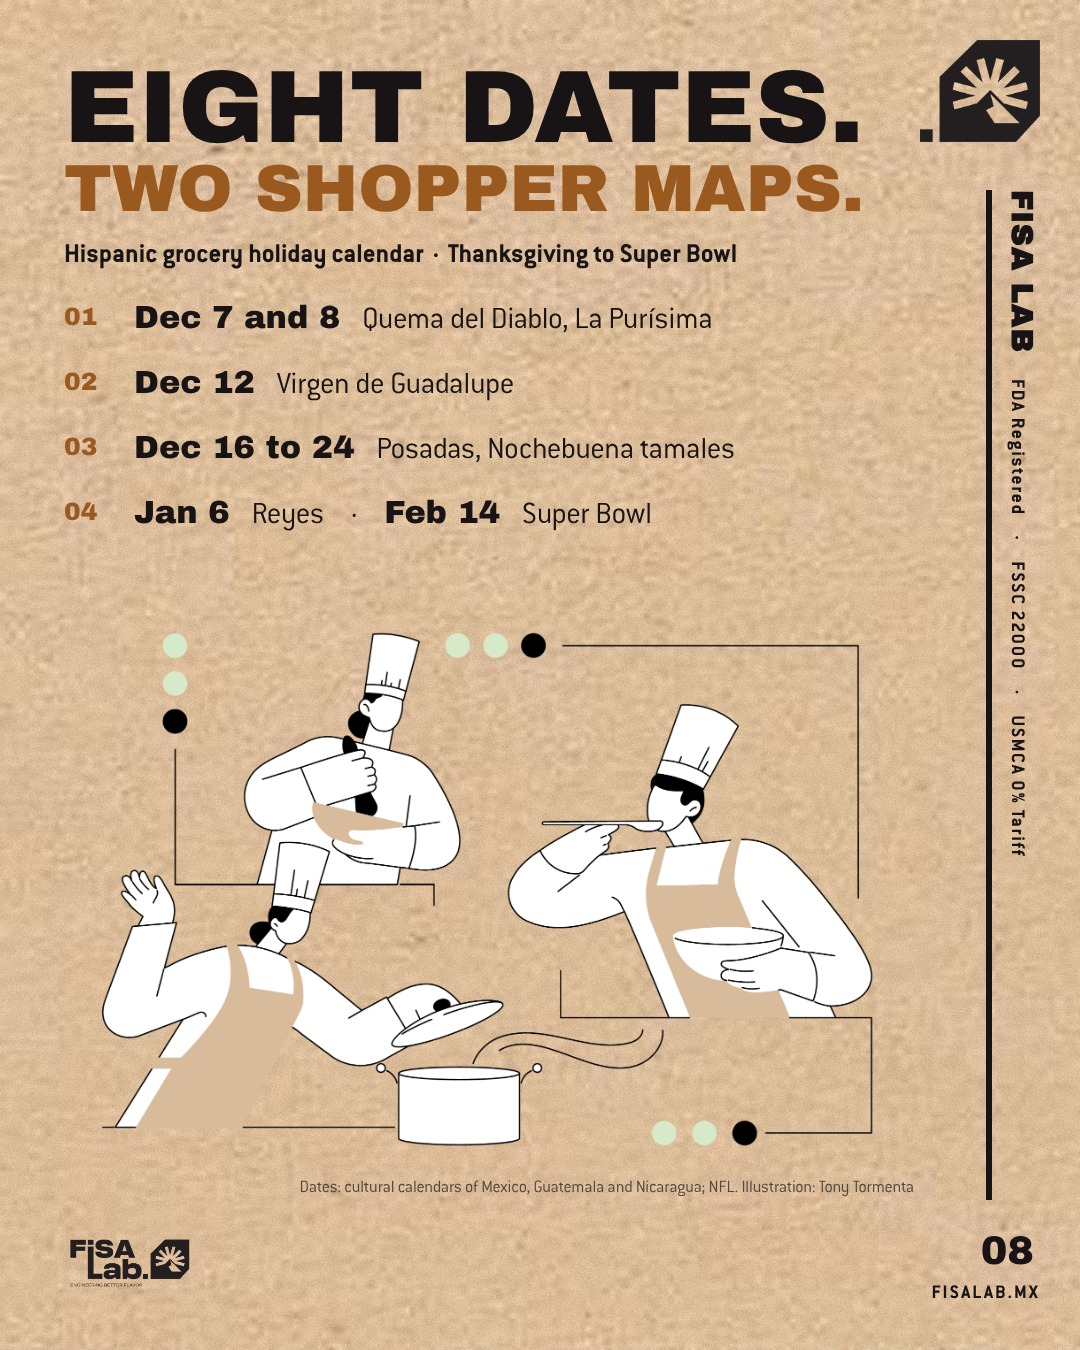 EIGHT DATES.
TWO SHOPPER MAPS.
Hispanic grocery holiday calendar · Thanksgiving to Super Bowl
01 Dec 7 and 8 Quema del Diablo, La Purísima
02 Dec 12 Virgen de Guadalupe
03 Dec 16 to 24 Posadas, Nochebuena tamales
04 Jan 6 Reyes · Feb 14 Super Bowl
FISA LAB FDA Registered · FSSC 22000 · USMCA 0% Tariff
Dates: cultural calendars of Mexico, Guatemala and Nicaragua; NFL. Illustration: Tony Tormenta
FiSA
Lab.
ENGINEERING BETTER FLAVOR
08
FISALAB.MX